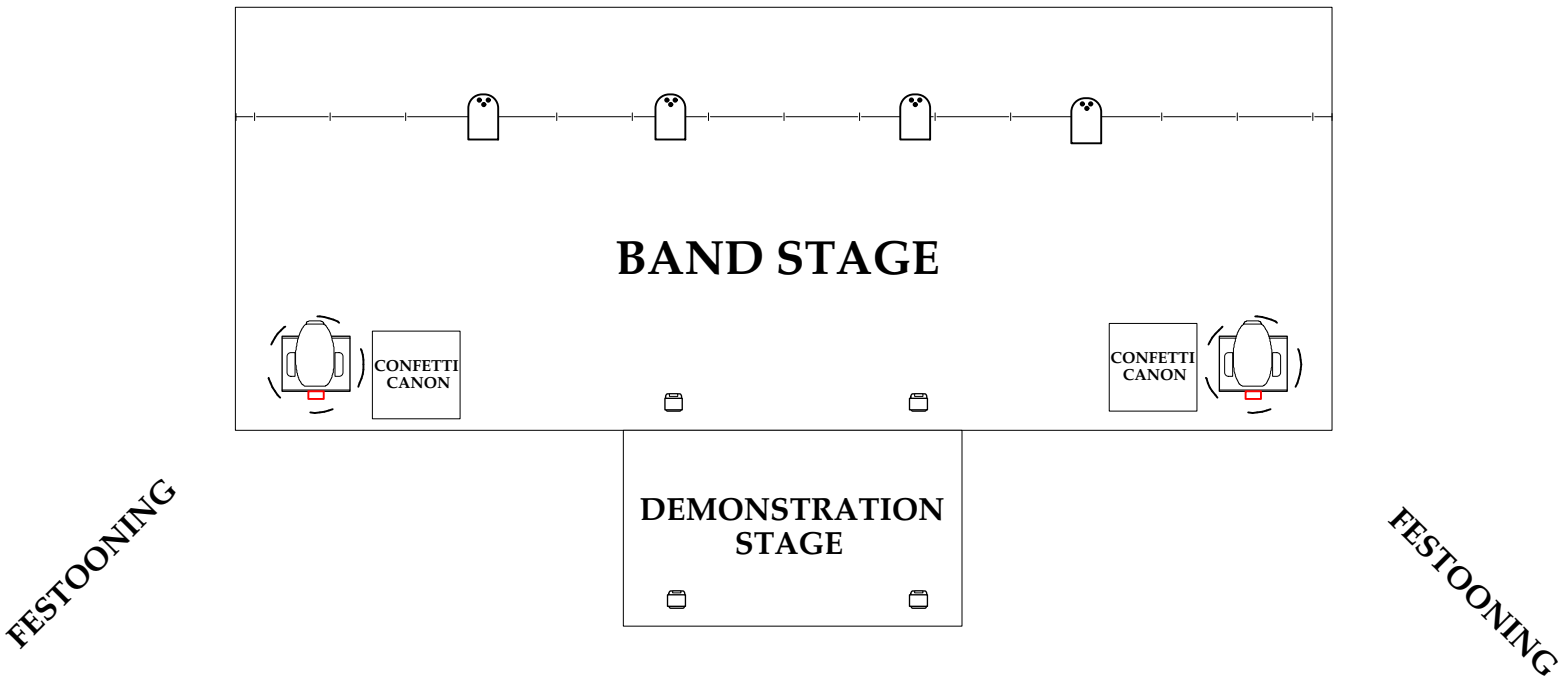 BAND STAGE
CONFETTI
CANON
CONFETTI
CANON
DEMONSTRATION
STAGE
FESTOONING
FESTOONING